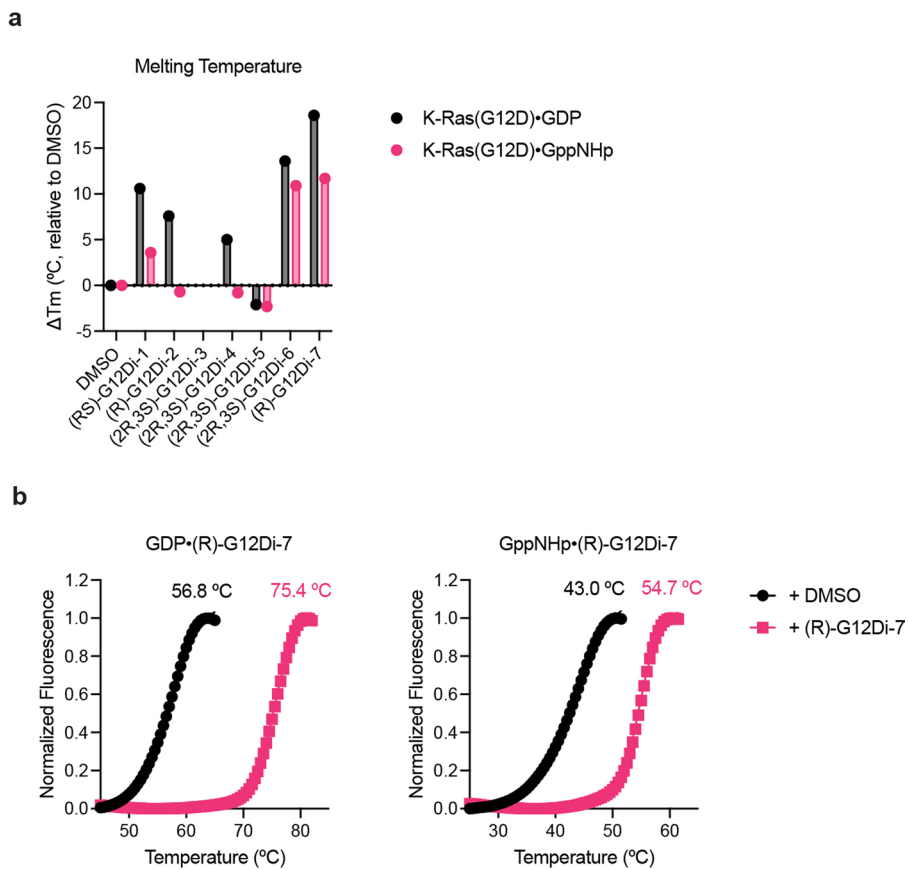 a
Melting Temperature
ΔTm (ºC, relative to DMSO)
20
15
10
5
0
-5
DMSO
(RS)-G12Di-1
(R)-G12Di-2
(2R,3S)-G12Di-3
(2R,3S)-G12Di-4
(2R,3S)-G12Di-5
(2R,3S)-G12Di-6
(R)-G12Di-7
K-Ras(G12D)•GDP
K-Ras(G12D)•GppNHp
b
GDP•(R)-G12Di-7
Normalized Fluorescence
1.2
1.0
0.8
0.6
0.4
0.2
0.0
56.8 ºC
75.4 ºC
50
60
70
80
Temperature (ºC)
GppNHp•(R)-G12Di-7
Normalized Fluorescence
1.2
1.0
0.8
0.6
0.4
0.2
0.0
43.0 ºC
54.7 ºC
30
40
50
60
Temperature (ºC)
+ DMSO
+ (R)-G12Di-7